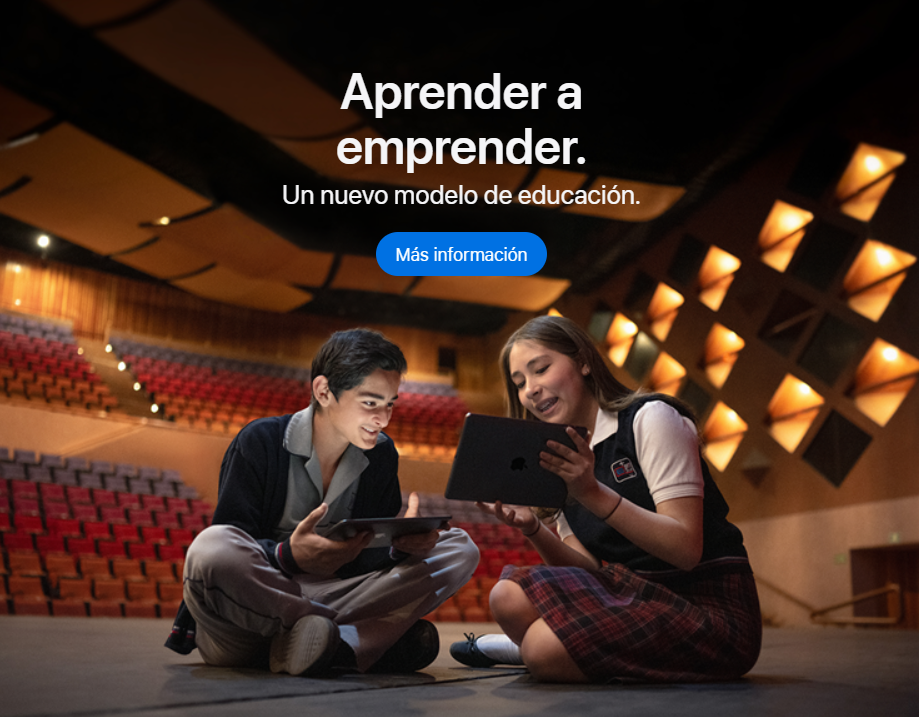 Aprender a
emprender.
Un nuevo modelo de educación.
Más información